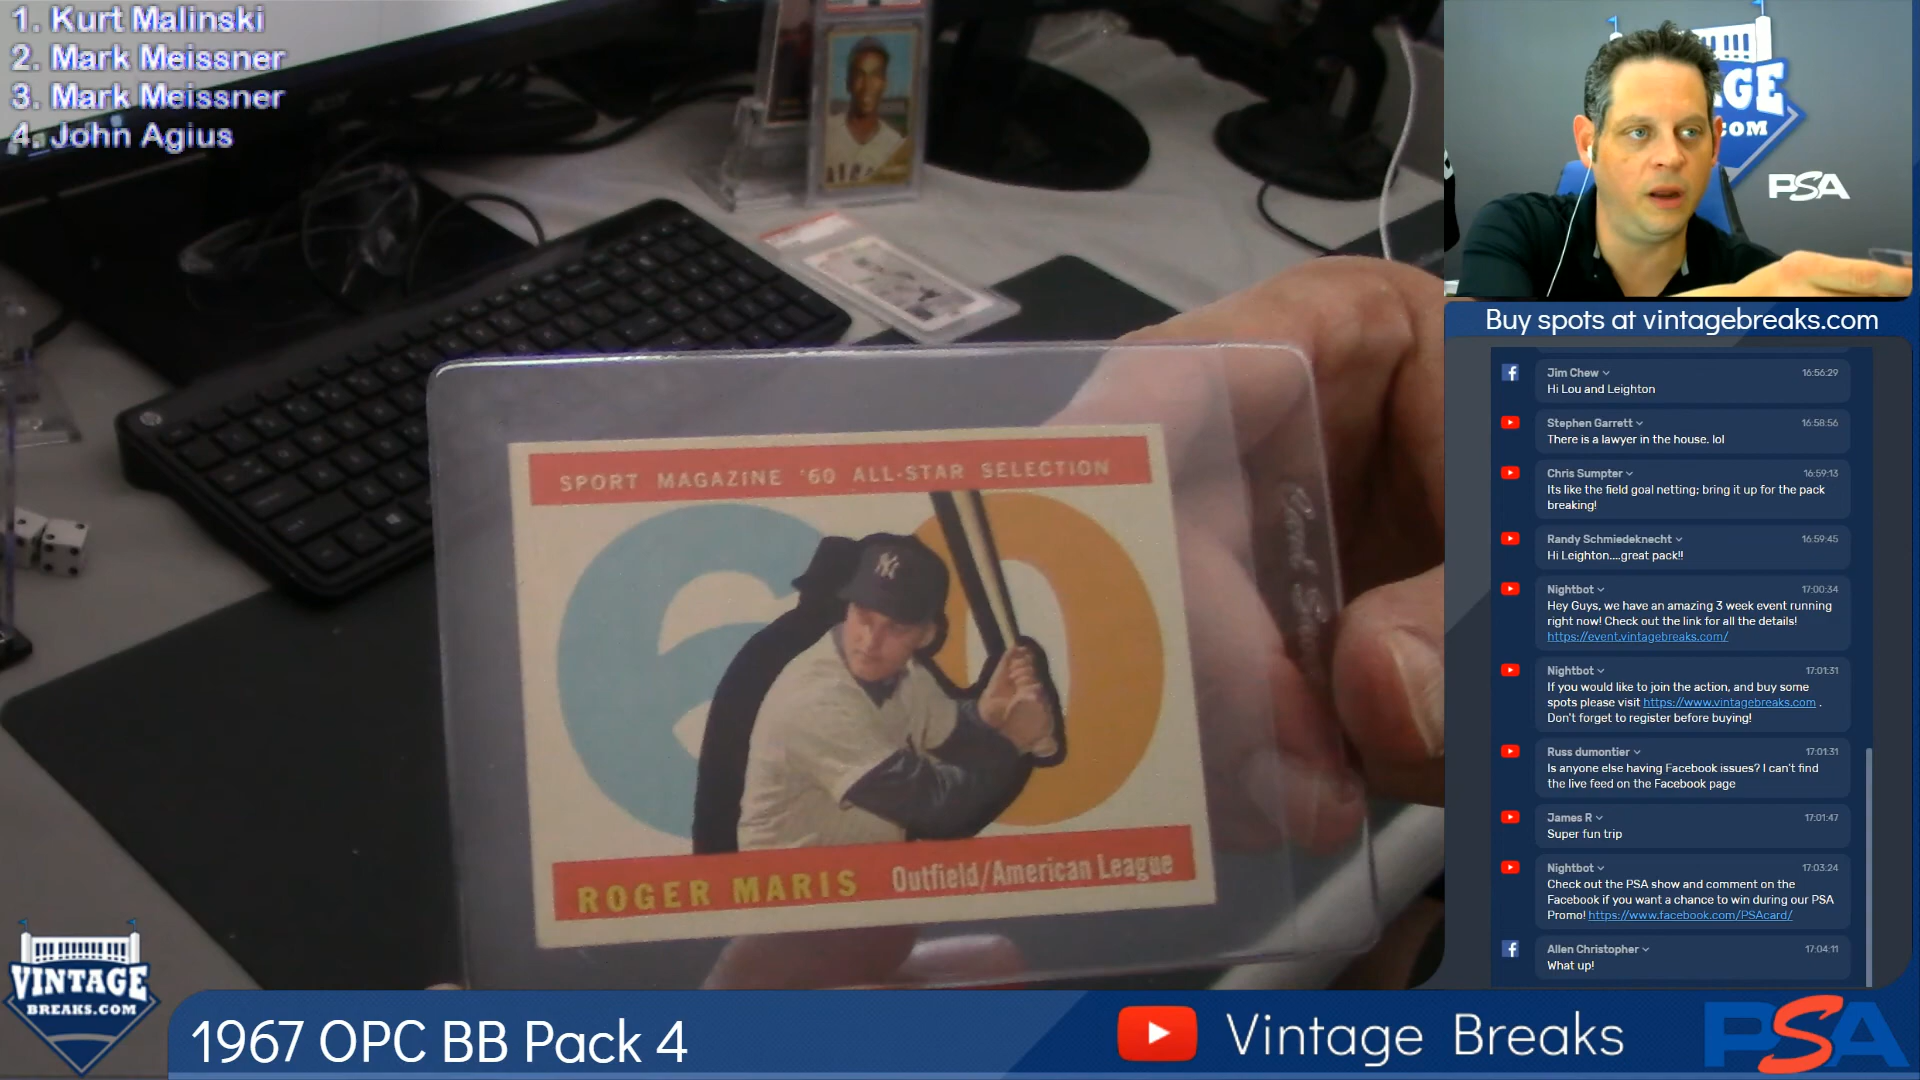 1. Kurt Malinski
2. Mark Meissner
3. Mark Meissner
4. John Agius
SPORT MAGAZINE '60 ALL-STAR SELECTION
60
NY
ROGER MARIS Outfield/American League
GE
.COM
PSA
Buy spots at vintagebreaks.com
Jim Chew 16:56:29
Hi Lou and Leighton
Stephen Garrett 16:58:56
There is a lawyer in the house. lol
Chris Sumpter 16:59:13
Its like the field goal netting; bring it up for the pack
breaking!
Randy Schmiedeknecht 16:59:45
Hi Leighton....great pack!!
Nightbot 17:00:34
Hey Guys, we have an amazing 3 week event running
right now! Check out the link for all the details!
https://event.vintagebreaks.com/
Nightbot 17:01:31
If you would like to join the action, and buy some
spots please visit https://www.vintagebreaks.com .
Don't forget to register before buying!
Russ dumontier 17:01:31
Is anyone else having Facebook issues? I can't find
the live feed on the Facebook page
James R 17:01:47
Super fun trip
Nightbot 17:03:24
Check out the PSA show and comment on the
Facebook if you want a chance to win during our PSA
Promo! https://www.facebook.com/PSAcard/
Allen Christopher 17:04:11
What up!
VINTAGE
BREAKS.COM
1967 OPC BB Pack 4
Vintage Breaks
PSA